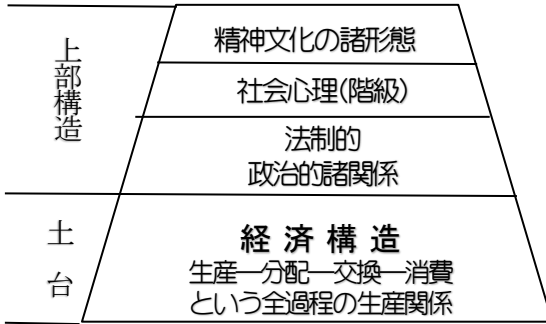 上部構造
精神文化の諸形態
社会心理(階級)
法制的
政治的諸関係
土台
経済構造
生産―分配―交換―消費
という全過程の生産関係